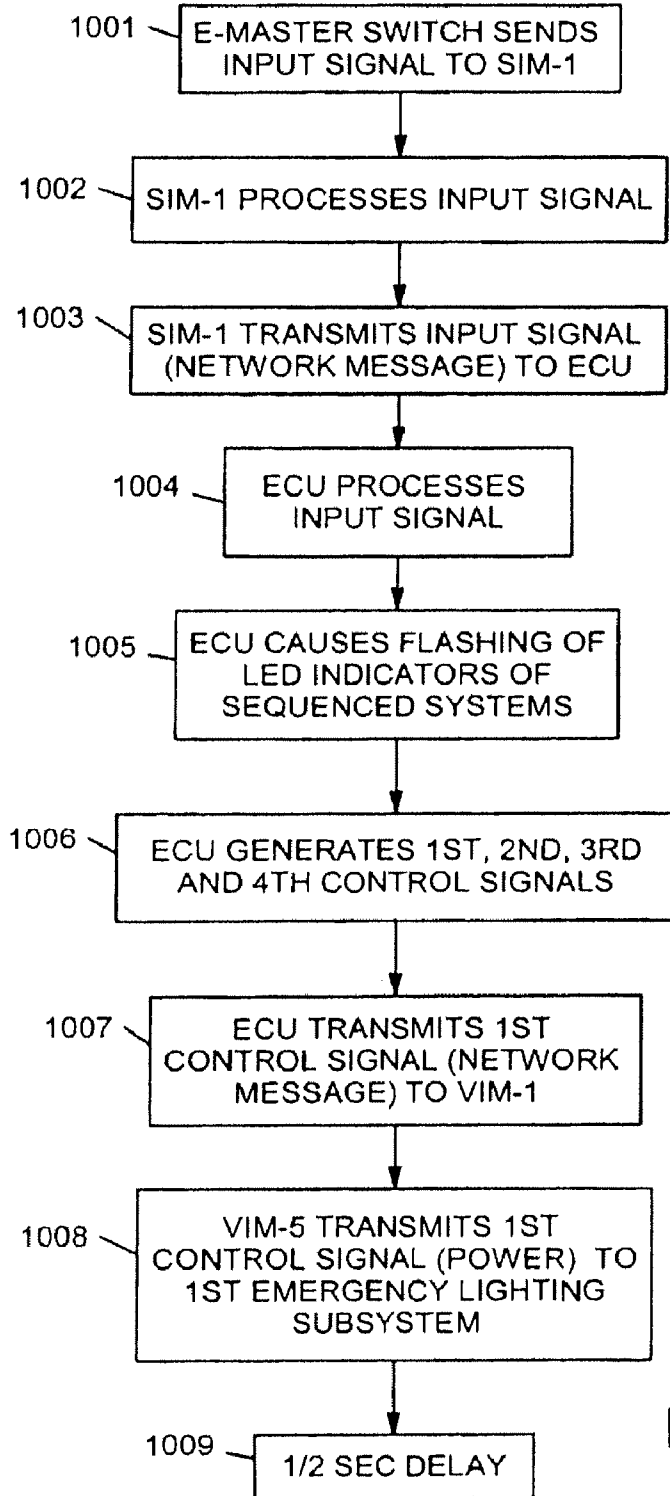 1001
E-MASTER SWITCH SENDS
INPUT SIGNAL TO SIM-1
1002
SIM-1 PROCESSES INPUT SIGNAL
1003
SIM-1 TRANSMITS INPUT SIGNAL
(NETWORK MESSAGE) TO ECU
1004
ECU PROCESSES
INPUT SIGNAL
1005
ECU CAUSES FLASHING OF
LED INDICATORS OF
SEQUENCED SYSTEMS
1006
ECU GENERATES 1ST, 2ND, 3RD
AND 4TH CONTROL SIGNALS
1007
ECU TRANSMITS 1ST
CONTROL SIGNAL (NETWORK
MESSAGE) TO VIM-1
1008
VIM-5 TRANSMITS 1ST
CONTROL SIGNAL (POWER) TO
1ST EMERGENCY LIGHTING
SUBSYSTEM
1009
1/2 SEC DELAY